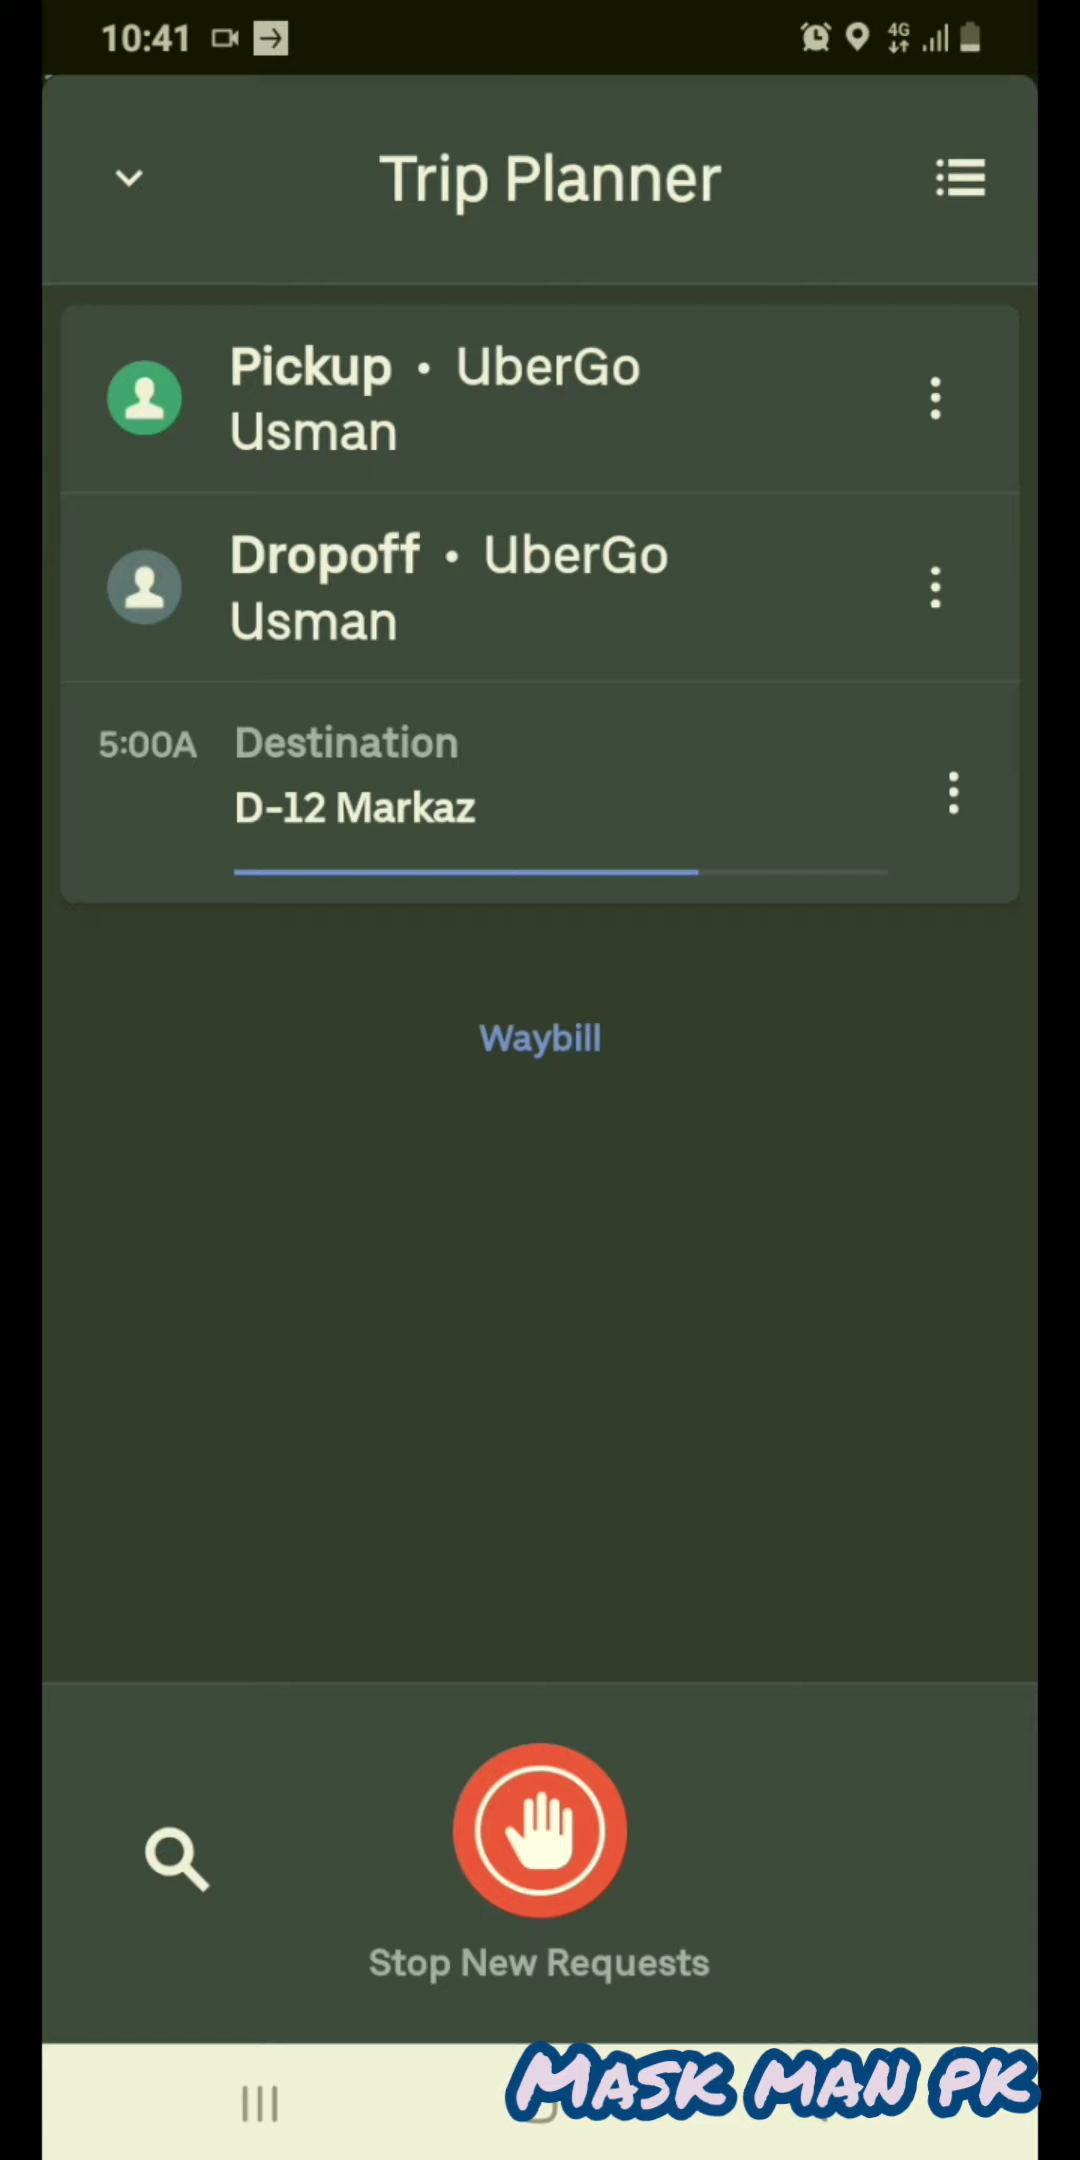 10:41
4G
Trip Planner
Pickup • UberGo
Usman
Dropoff • UberGo
Usman
5:00A Destination
D-12 Markaz
Waybill
Stop New Requests
MASK MAN PK